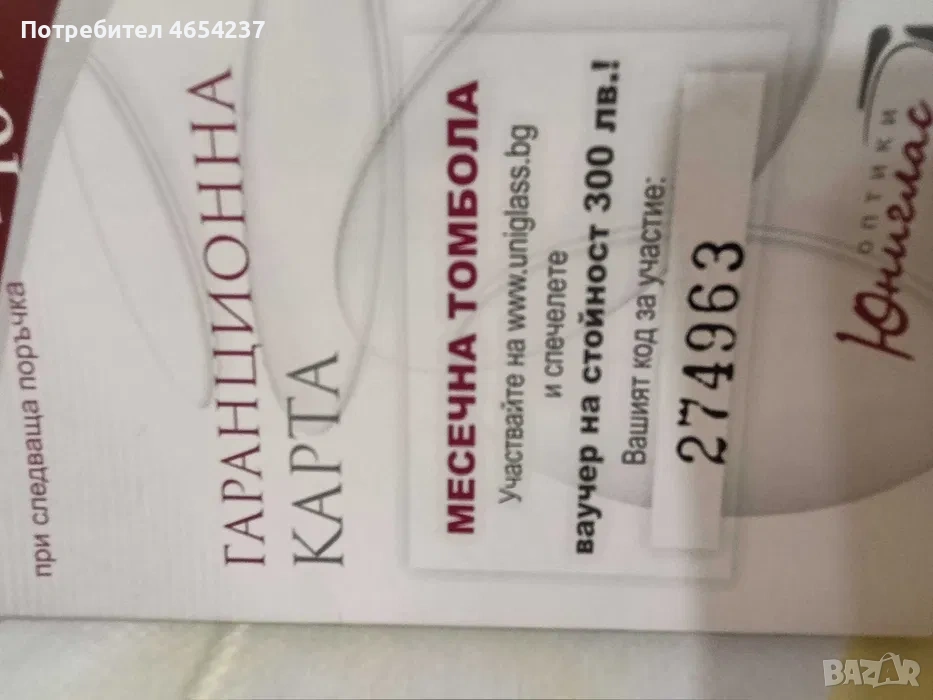 Потребител 4654237
при следваща поръчка
ГАРАНЦИОННА
КАРТА
МЕСЕЧНА ТОМБОЛА
Участвайте на www.uniglass.bg
и спечелете
ваучер на стойност 300 лв.!
Вашият код за участие:
274963
ОПТИКИ
Юниглас
BAZAR